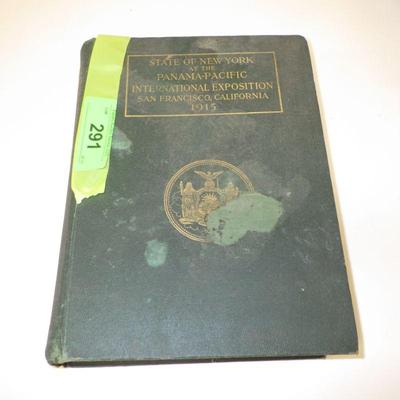 STATE OF NEW YORK
AT THE
PANAMA-PACIFIC
INTERNATIONAL EXPOSITION
SAN FRANCISCO, CALIFORNIA
1915
291